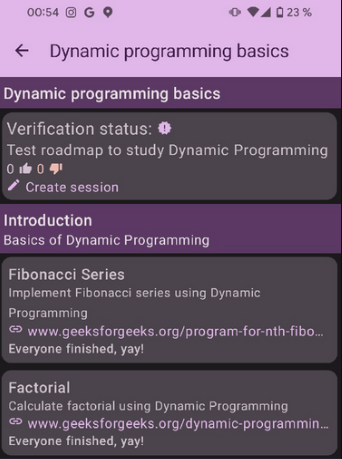 00:54 G 23 %
Dynamic programming basics
Dynamic programming basics
Verification status:
Test roadmap to study Dynamic Programming
0 0
Create session
Introduction
Basics of Dynamic Programming
Fibonacci Series
Implement Fibonacci series using Dynamic
Programming
www.geeksforgeeks.org/program-for-nth-fibo...
Everyone finished, yay!
Factorial
Calculate factorial using Dynamic Programming
www.geeksforgeeks.org/dynamic-programmin...
Everyone finished, yay!